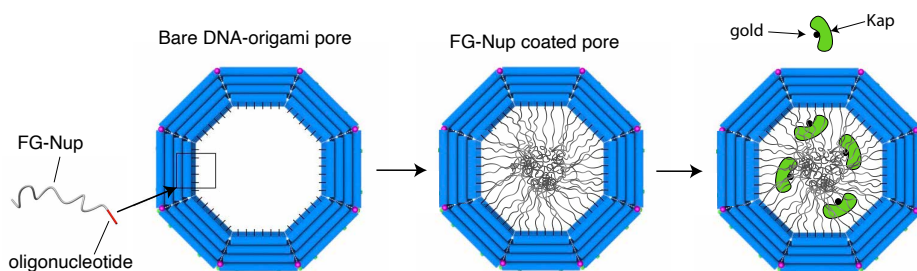 Bare DNA-origami pore
FG-Nup coated pore
gold
Kap
FG-Nup
oligonucleotide